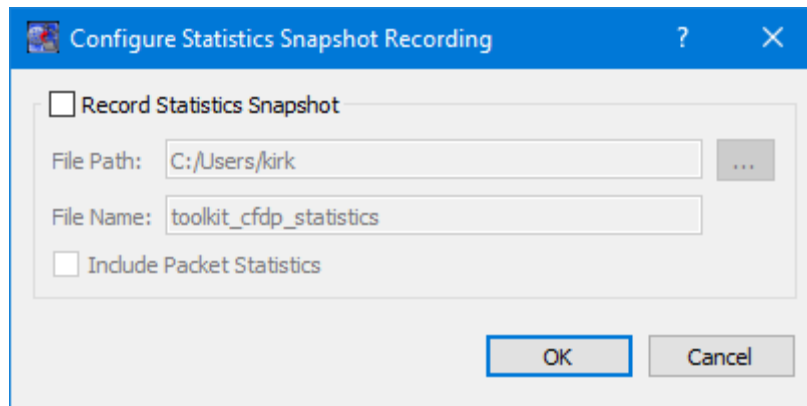 Configure Statistics Snapshot Recording ?
Record Statistics Snapshot
File Path: C:/Users/kirk ...
File Name: toolkit_cfdp_statistics
Include Packet Statistics
OK Cancel